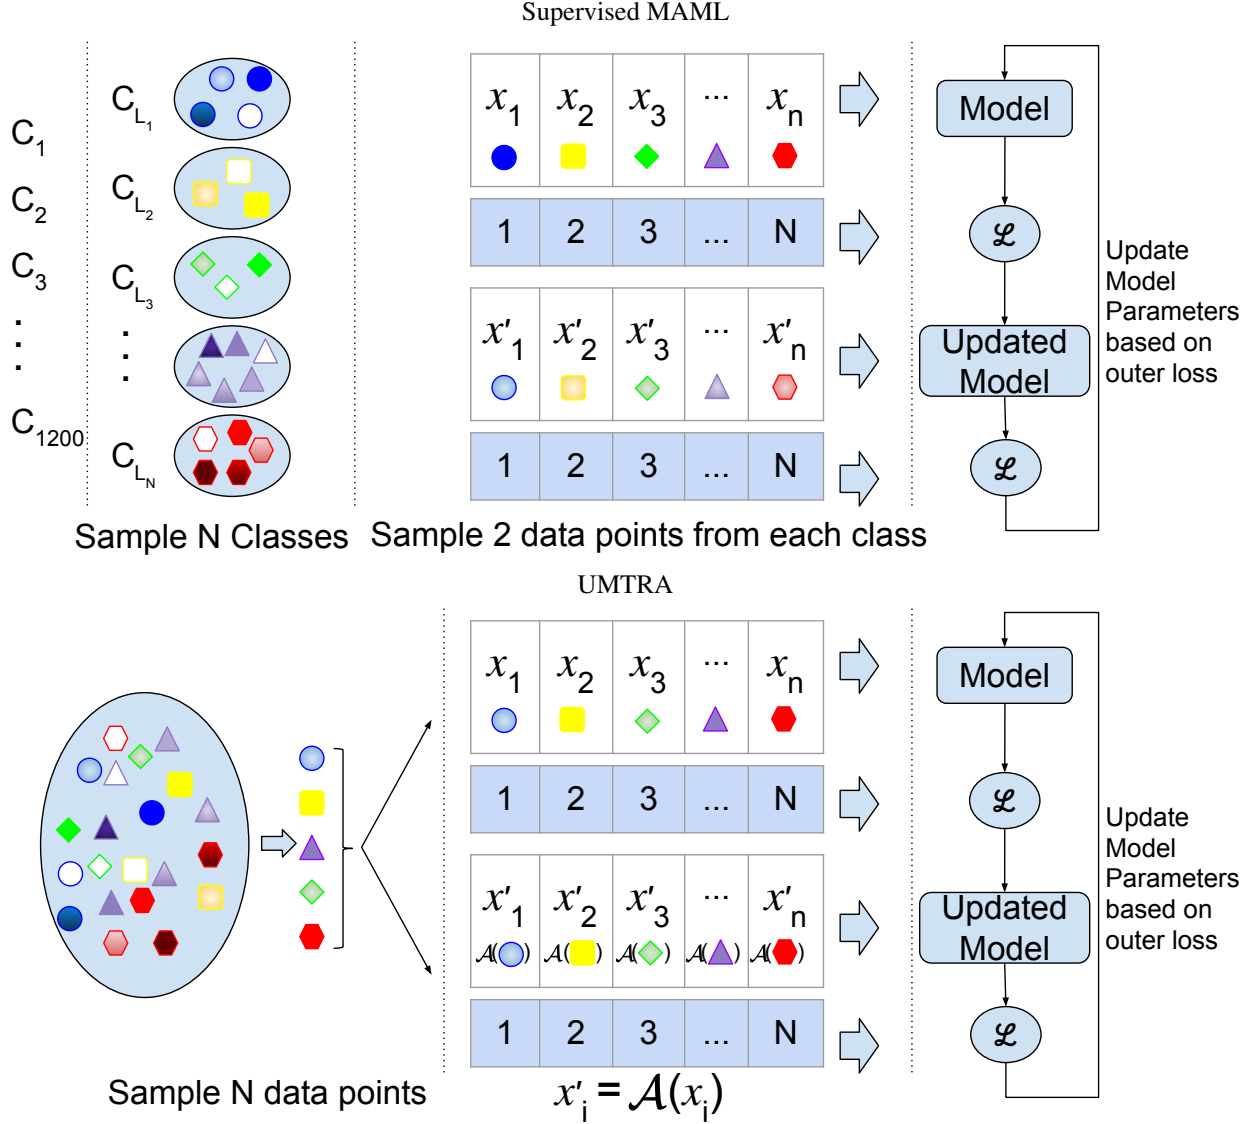 Supervised MAML
C1
C2
C3
⋮
C1200
CL1
CL2
CL3
⋮
CLN
Sample N Classes
x1 x2 x3 ... xn
1 2 3 ... N
x′1 x′2 x′3 ... x′n
1 2 3 ... N
Sample 2 data points from each class
Model
ℒ
Updated
Model
ℒ
Update
Model
Parameters
based on
outer loss
UMTRA
Sample N data points
x1 x2 x3 ... xn
1 2 3 ... N
x′1 x′2 x′3 ... x′n
𝒜( ) 𝒜( ) 𝒜( ) 𝒜( ) 𝒜( )
1 2 3 ... N
x′i = 𝒜(xi)
Model
ℒ
Updated
Model
ℒ
Update
Model
Parameters
based on
outer loss